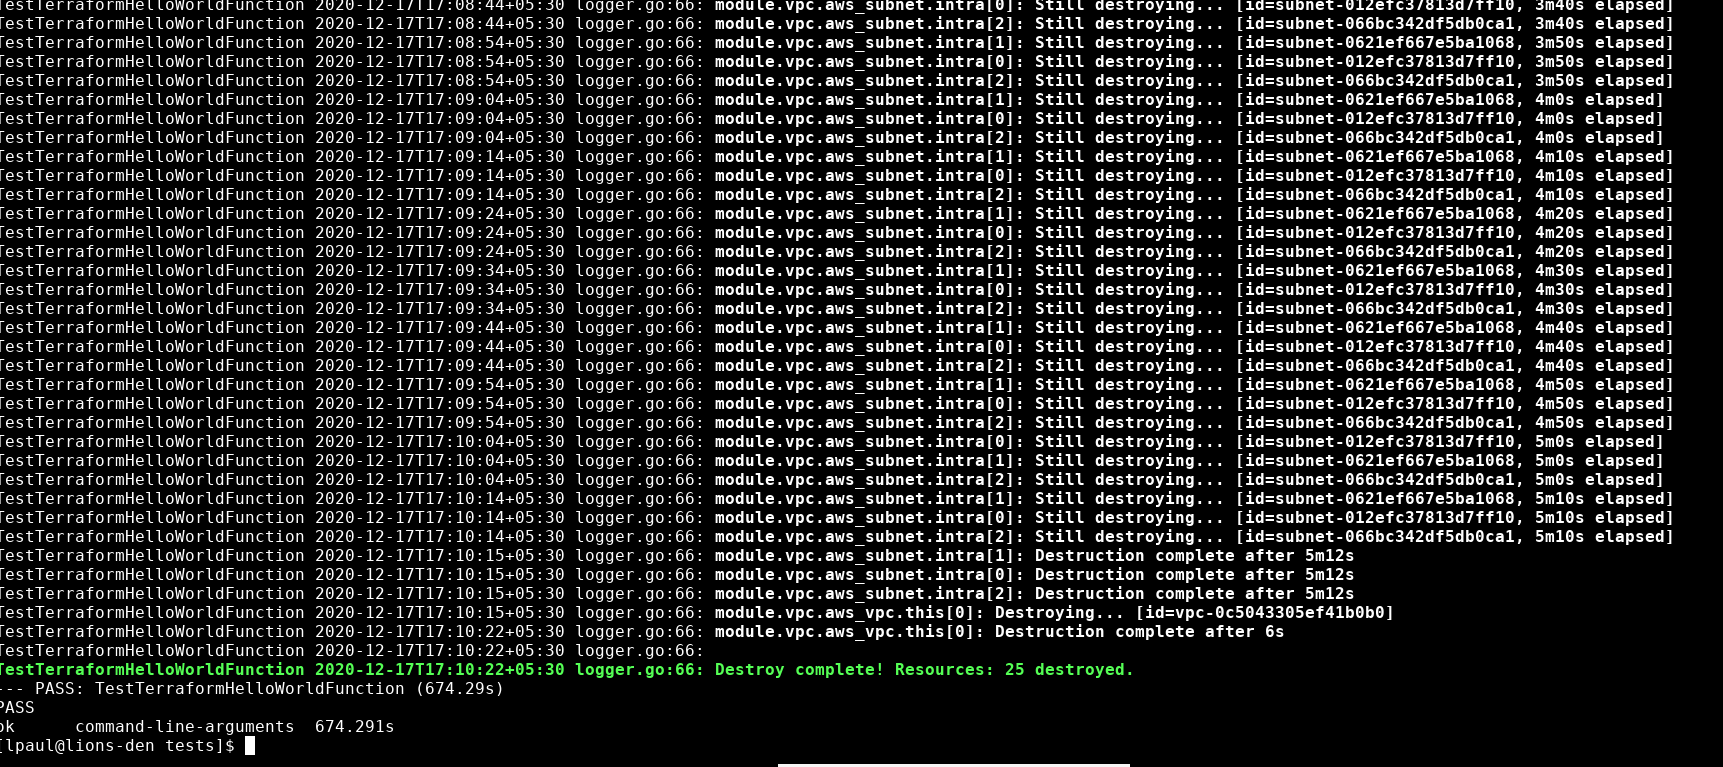 TestTerraformHelloWorldFunction 2020-12-17T17:08:44+05:30 logger.go:66: module.vpc.aws_subnet.intra[0]: Still destroying... [id=subnet-012efc37813d7ff10, 3m40s elapsed]
TestTerraformHelloWorldFunction 2020-12-17T17:08:44+05:30 logger.go:66: module.vpc.aws_subnet.intra[2]: Still destroying... [id=subnet-066bc342df5db0ca1, 3m40s elapsed]
TestTerraformHelloWorldFunction 2020-12-17T17:08:54+05:30 logger.go:66: module.vpc.aws_subnet.intra[1]: Still destroying... [id=subnet-0621ef667e5ba1068, 3m50s elapsed]
TestTerraformHelloWorldFunction 2020-12-17T17:08:54+05:30 logger.go:66: module.vpc.aws_subnet.intra[0]: Still destroying... [id=subnet-012efc37813d7ff10, 3m50s elapsed]
TestTerraformHelloWorldFunction 2020-12-17T17:08:54+05:30 logger.go:66: module.vpc.aws_subnet.intra[2]: Still destroying... [id=subnet-066bc342df5db0ca1, 3m50s elapsed]
TestTerraformHelloWorldFunction 2020-12-17T17:09:04+05:30 logger.go:66: module.vpc.aws_subnet.intra[1]: Still destroying... [id=subnet-0621ef667e5ba1068, 4m0s elapsed]
TestTerraformHelloWorldFunction 2020-12-17T17:09:04+05:30 logger.go:66: module.vpc.aws_subnet.intra[0]: Still destroying... [id=subnet-012efc37813d7ff10, 4m0s elapsed]
TestTerraformHelloWorldFunction 2020-12-17T17:09:04+05:30 logger.go:66: module.vpc.aws_subnet.intra[2]: Still destroying... [id=subnet-066bc342df5db0ca1, 4m0s elapsed]
TestTerraformHelloWorldFunction 2020-12-17T17:09:14+05:30 logger.go:66: module.vpc.aws_subnet.intra[1]: Still destroying... [id=subnet-0621ef667e5ba1068, 4m10s elapsed]
TestTerraformHelloWorldFunction 2020-12-17T17:09:14+05:30 logger.go:66: module.vpc.aws_subnet.intra[0]: Still destroying... [id=subnet-012efc37813d7ff10, 4m10s elapsed]
TestTerraformHelloWorldFunction 2020-12-17T17:09:14+05:30 logger.go:66: module.vpc.aws_subnet.intra[2]: Still destroying... [id=subnet-066bc342df5db0ca1, 4m10s elapsed]
TestTerraformHelloWorldFunction 2020-12-17T17:09:24+05:30 logger.go:66: module.vpc.aws_subnet.intra[1]: Still destroying... [id=subnet-0621ef667e5ba1068, 4m20s elapsed]
TestTerraformHelloWorldFunction 2020-12-17T17:09:24+05:30 logger.go:66: module.vpc.aws_subnet.intra[0]: Still destroying... [id=subnet-012efc37813d7ff10, 4m20s elapsed]
TestTerraformHelloWorldFunction 2020-12-17T17:09:24+05:30 logger.go:66: module.vpc.aws_subnet.intra[2]: Still destroying... [id=subnet-066bc342df5db0ca1, 4m20s elapsed]
TestTerraformHelloWorldFunction 2020-12-17T17:09:34+05:30 logger.go:66: module.vpc.aws_subnet.intra[1]: Still destroying... [id=subnet-0621ef667e5ba1068, 4m30s elapsed]
TestTerraformHelloWorldFunction 2020-12-17T17:09:34+05:30 logger.go:66: module.vpc.aws_subnet.intra[0]: Still destroying... [id=subnet-012efc37813d7ff10, 4m30s elapsed]
TestTerraformHelloWorldFunction 2020-12-17T17:09:34+05:30 logger.go:66: module.vpc.aws_subnet.intra[2]: Still destroying... [id=subnet-066bc342df5db0ca1, 4m30s elapsed]
TestTerraformHelloWorldFunction 2020-12-17T17:09:44+05:30 logger.go:66: module.vpc.aws_subnet.intra[1]: Still destroying... [id=subnet-0621ef667e5ba1068, 4m40s elapsed]
TestTerraformHelloWorldFunction 2020-12-17T17:09:44+05:30 logger.go:66: module.vpc.aws_subnet.intra[0]: Still destroying... [id=subnet-012efc37813d7ff10, 4m40s elapsed]
TestTerraformHelloWorldFunction 2020-12-17T17:09:44+05:30 logger.go:66: module.vpc.aws_subnet.intra[2]: Still destroying... [id=subnet-066bc342df5db0ca1, 4m40s elapsed]
TestTerraformHelloWorldFunction 2020-12-17T17:09:54+05:30 logger.go:66: module.vpc.aws_subnet.intra[1]: Still destroying... [id=subnet-0621ef667e5ba1068, 4m50s elapsed]
TestTerraformHelloWorldFunction 2020-12-17T17:09:54+05:30 logger.go:66: module.vpc.aws_subnet.intra[0]: Still destroying... [id=subnet-012efc37813d7ff10, 4m50s elapsed]
TestTerraformHelloWorldFunction 2020-12-17T17:09:54+05:30 logger.go:66: module.vpc.aws_subnet.intra[2]: Still destroying... [id=subnet-066bc342df5db0ca1, 4m50s elapsed]
TestTerraformHelloWorldFunction 2020-12-17T17:10:04+05:30 logger.go:66: module.vpc.aws_subnet.intra[0]: Still destroying... [id=subnet-012efc37813d7ff10, 5m0s elapsed]
TestTerraformHelloWorldFunction 2020-12-17T17:10:04+05:30 logger.go:66: module.vpc.aws_subnet.intra[1]: Still destroying... [id=subnet-0621ef667e5ba1068, 5m0s elapsed]
TestTerraformHelloWorldFunction 2020-12-17T17:10:04+05:30 logger.go:66: module.vpc.aws_subnet.intra[2]: Still destroying... [id=subnet-066bc342df5db0ca1, 5m0s elapsed]
TestTerraformHelloWorldFunction 2020-12-17T17:10:14+05:30 logger.go:66: module.vpc.aws_subnet.intra[1]: Still destroying... [id=subnet-0621ef667e5ba1068, 5m10s elapsed]
TestTerraformHelloWorldFunction 2020-12-17T17:10:14+05:30 logger.go:66: module.vpc.aws_subnet.intra[0]: Still destroying... [id=subnet-012efc37813d7ff10, 5m10s elapsed]
TestTerraformHelloWorldFunction 2020-12-17T17:10:14+05:30 logger.go:66: module.vpc.aws_subnet.intra[2]: Still destroying... [id=subnet-066bc342df5db0ca1, 5m10s elapsed]
TestTerraformHelloWorldFunction 2020-12-17T17:10:15+05:30 logger.go:66: module.vpc.aws_subnet.intra[1]: Destruction complete after 5m12s
TestTerraformHelloWorldFunction 2020-12-17T17:10:15+05:30 logger.go:66: module.vpc.aws_subnet.intra[0]: Destruction complete after 5m12s
TestTerraformHelloWorldFunction 2020-12-17T17:10:15+05:30 logger.go:66: module.vpc.aws_subnet.intra[2]: Destruction complete after 5m12s
TestTerraformHelloWorldFunction 2020-12-17T17:10:15+05:30 logger.go:66: module.vpc.aws_vpc.this[0]: Destroying... [id=vpc-0c5043305ef41b0b0]
TestTerraformHelloWorldFunction 2020-12-17T17:10:22+05:30 logger.go:66: module.vpc.aws_vpc.this[0]: Destruction complete after 6s
TestTerraformHelloWorldFunction 2020-12-17T17:10:22+05:30 logger.go:66:
TestTerraformHelloWorldFunction 2020-12-17T17:10:22+05:30 logger.go:66: Destroy complete! Resources: 25 destroyed.
--- PASS: TestTerraformHelloWorldFunction (674.29s)
PASS
ok      command-line-arguments  674.291s
[lpaul@lions-den tests]$